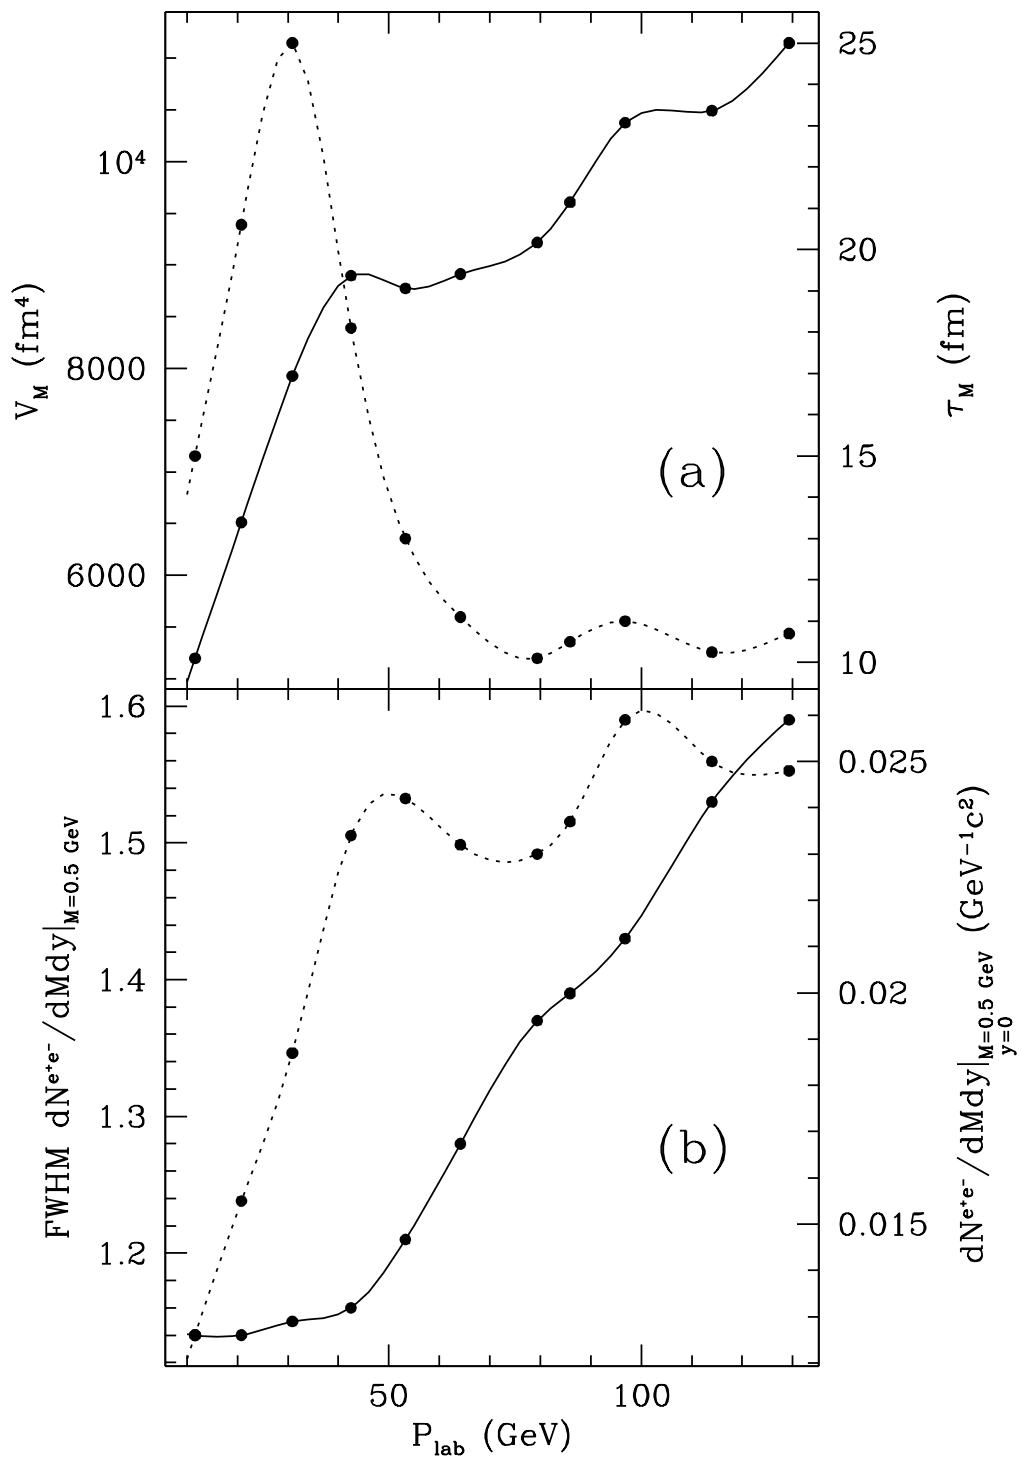 25
10⁴
20
V_M (fm⁴)
τ_M (fm)
8000
(a)
15
6000
10
1.6
0.025
1.5
FWHM dN^{e⁺e⁻}/dMdy|_{M=0.5 GeV}
dN^{e⁺e⁻}/dMdy|_{M=0.5 GeV y=0} (GeV⁻¹c²)
1.4
0.02
1.3
(b)
0.015
1.2
50 100
P_lab (GeV)